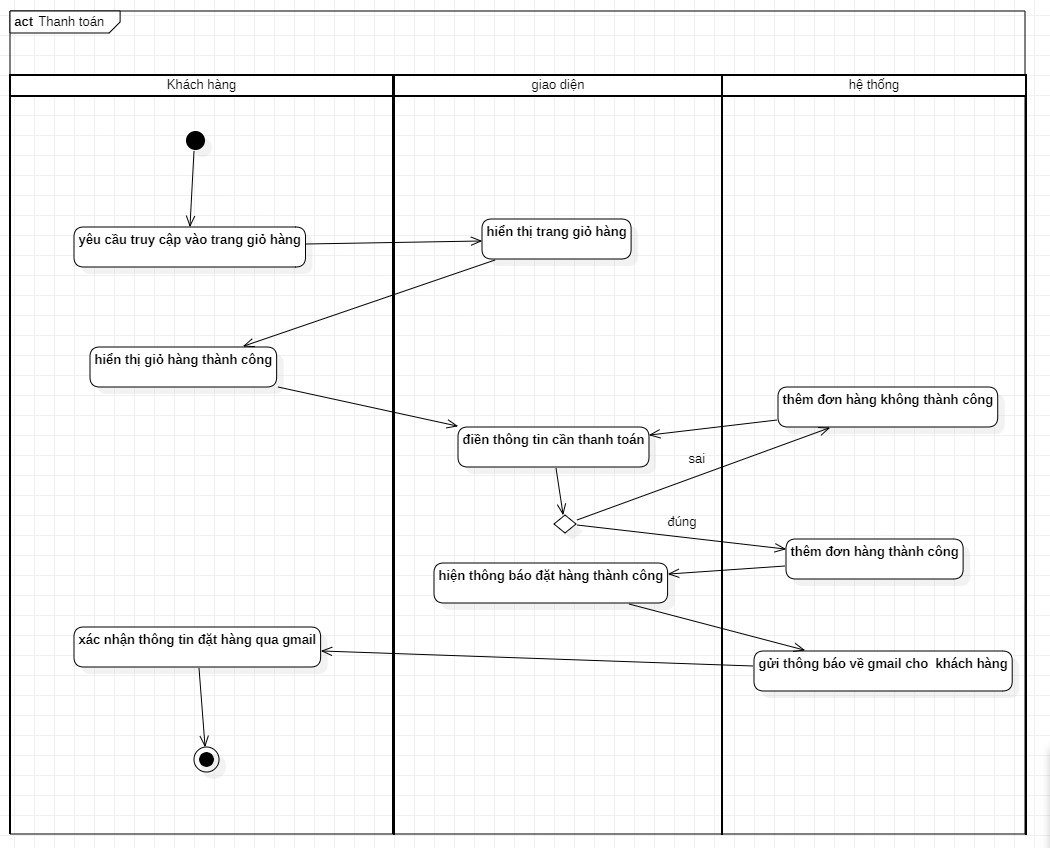 act Thanh toán
Khách hàng
giao diện
hệ thống
yêu cầu truy cập vào trang giỏ hàng
hiển thị trang giỏ hàng
hiển thị giỏ hàng thành công
thêm đơn hàng không thành công
điền thông tin cần thanh toán
sai
đúng
thêm đơn hàng thành công
hiện thông báo đặt hàng thành công
xác nhận thông tin đặt hàng qua gmail
gửi thông báo về gmail cho  khách hàng